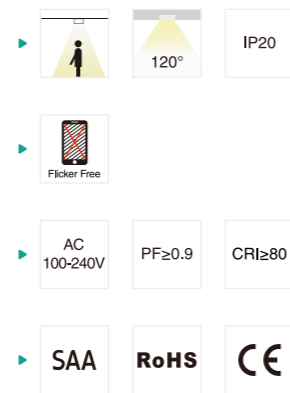 120°
IP20
Flicker Free
AC
100-240V
PF≥0.9
CRI≥80
SAA
RoHS
CE